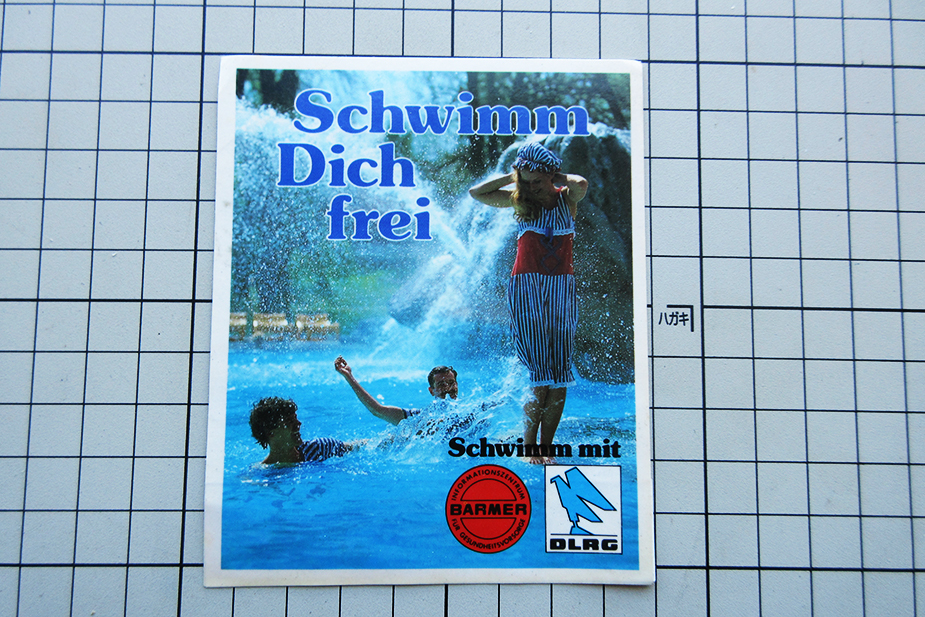 Schwimm
Dich
frei
ハガキ
Schwimm mit
INFORMATIONSZENTRUM
BARMER
FÜR GESUNDHEITSVORSORGE
DLRG